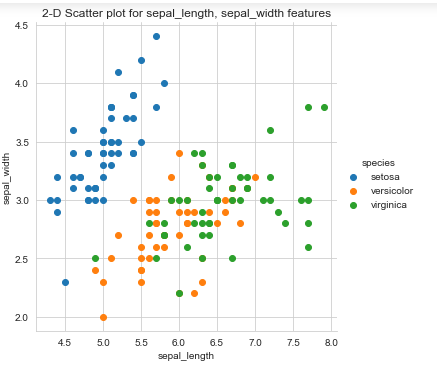 2-D Scatter plot for sepal_length, sepal_width features
4.5
4.0
3.5
3.0
2.5
2.0
sepal_width
4.5 5.0 5.5 6.0 6.5 7.0 7.5 8.0
sepal_length
species
setosa
versicolor
virginica